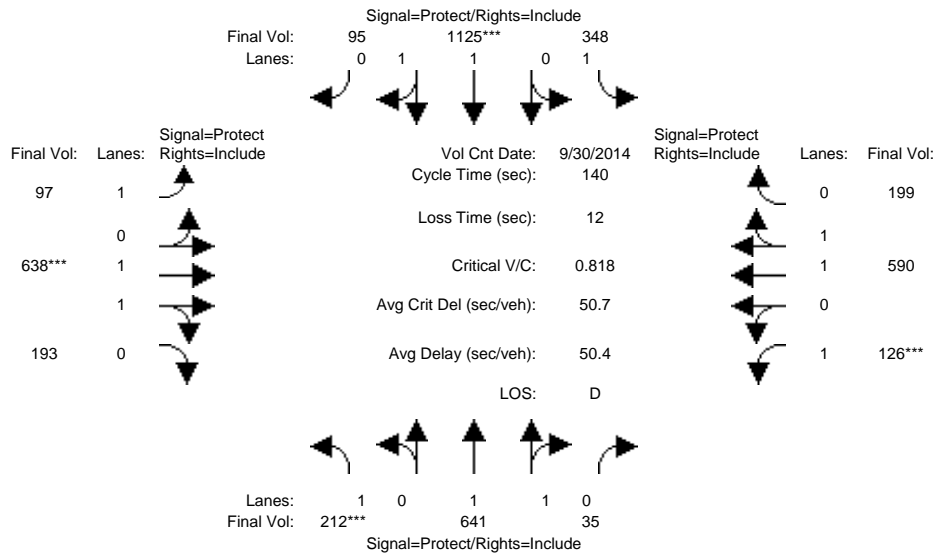 Signal=Protect/Rights=Include
Final Vol: 95 1125*** 348
Lanes: 0 1 1 0 1
Signal=Protect Signal=Protect
Final Vol: Lanes: Rights=Include Vol Cnt Date: 9/30/2014 Rights=Include Lanes: Final Vol:
Cycle Time (sec): 140
97 1 0 199
Loss Time (sec): 12
0 1
638*** 1 Critical V/C: 0.818 1 590
1 Avg Crit Del (sec/veh): 50.7 0
193 0 Avg Delay (sec/veh): 50.4 1 126***
LOS: D
Lanes: 1 0 1 1 0
Final Vol: 212*** 641 35
Signal=Protect/Rights=Include